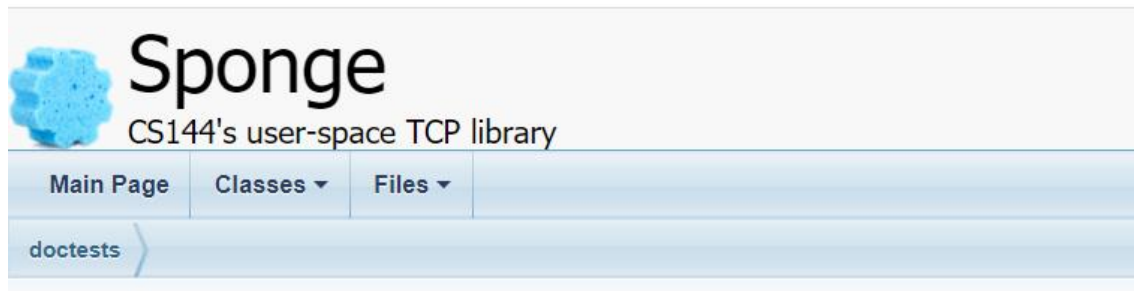 Sponge
CS144's user-space TCP library
Main Page Classes Files
doctests